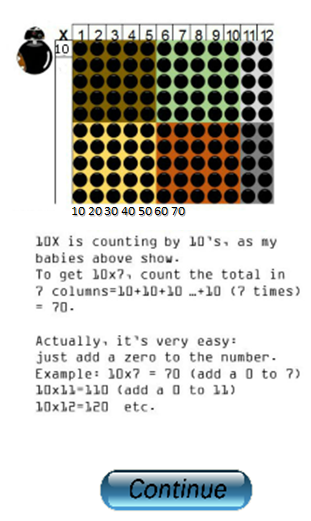 X 1 2 3 4 5 6 7 8 9 10 11 12
10
10 20 30 40 50 60 70
10X is counting by 10's, as my
babies above show.
To get 10x7, count the total in
7 columns=10+10+10 …+10 (7 times)
= 70.
Actually, it's very easy:
just add a zero to the number.
Example: 10x7 = 70 (add a 0 to 7)
10x11=110 (add a 0 to 11)
10x12=120 etc.
Continue